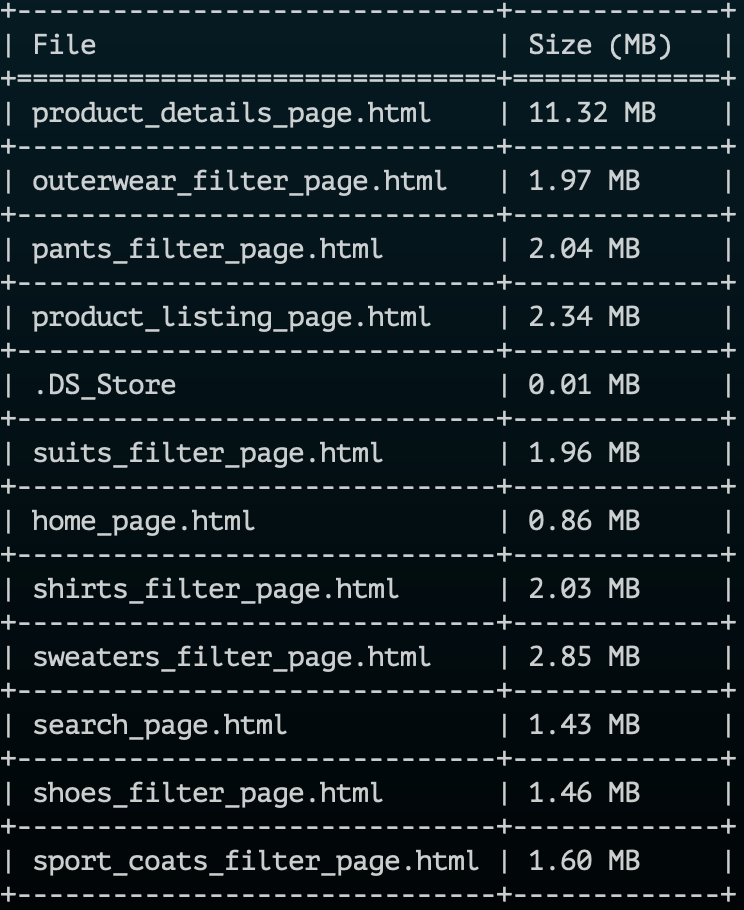 +------------------------------+-------------+
| File                         | Size (MB)   |
+==============================+=============+
| product_details_page.html    | 11.32 MB    |
+------------------------------+-------------+
| outerwear_filter_page.html   | 1.97 MB     |
+------------------------------+-------------+
| pants_filter_page.html       | 2.04 MB     |
+------------------------------+-------------+
| product_listing_page.html    | 2.34 MB     |
+------------------------------+-------------+
| .DS_Store                    | 0.01 MB     |
+------------------------------+-------------+
| suits_filter_page.html       | 1.96 MB     |
+------------------------------+-------------+
| home_page.html               | 0.86 MB     |
+------------------------------+-------------+
| shirts_filter_page.html      | 2.03 MB     |
+------------------------------+-------------+
| sweaters_filter_page.html    | 2.85 MB     |
+------------------------------+-------------+
| search_page.html             | 1.43 MB     |
+------------------------------+-------------+
| shoes_filter_page.html       | 1.46 MB     |
+------------------------------+-------------+
| sport_coats_filter_page.html | 1.60 MB     |
+------------------------------+-------------+